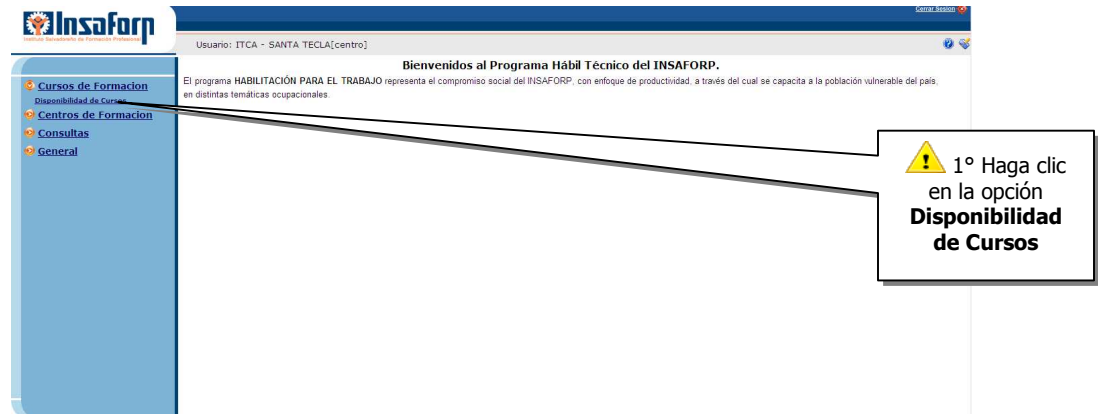 Cerrar Sesion
Insaforp
Instituto Salvadoreño de Formación Profesional
Usuario: ITCA - SANTA TECLA[centro]
Bienvenidos al Programa Hábil Técnico del INSAFORP.
El programa HABILITACIÓN PARA EL TRABAJO representa el compromiso social del INSAFORP, con enfoque de productividad, a través del cual se capacita a la población vulnerable del país,
en distintas temáticas ocupacionales.
Cursos de Formacion
Disponibilidad de Cursos
Centros de Formacion
Consultas
General
1° Haga clic
en la opción
Disponibilidad
de Cursos